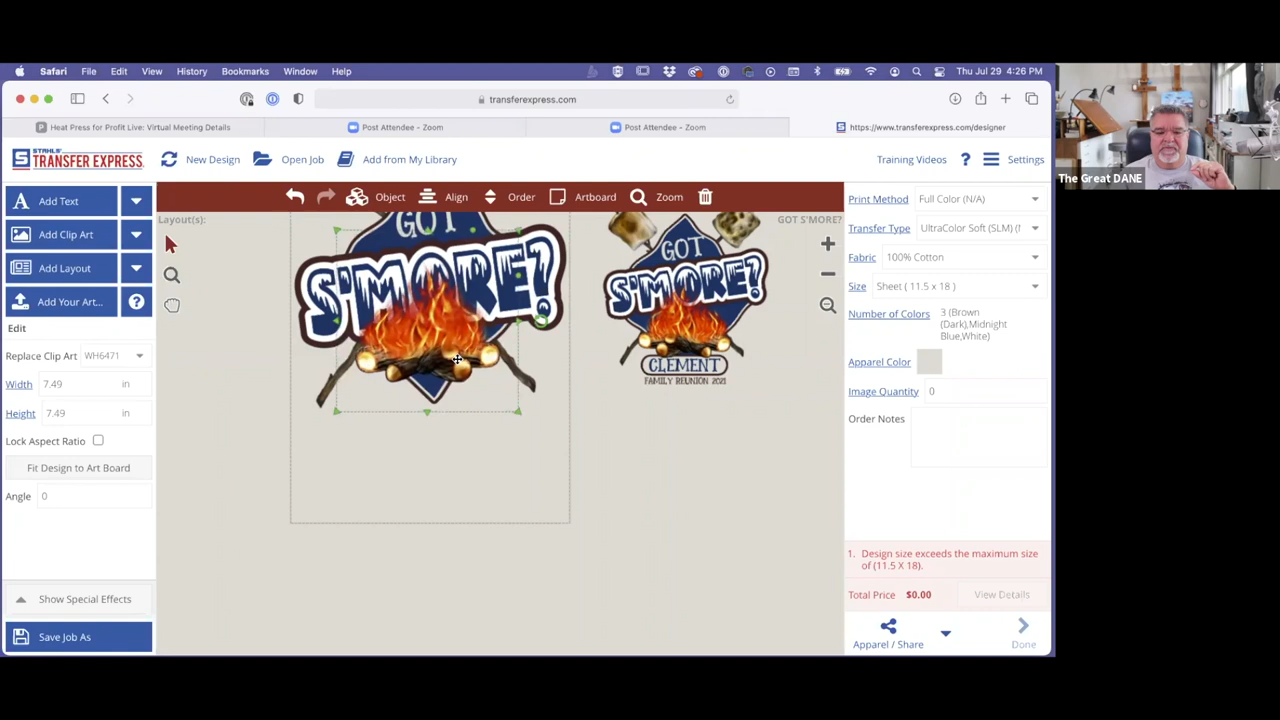 Safari File Edit View History Bookmarks Window Help Thu Jul 29 4:26 PM
transferexpress.com
Heat Press for Profit Live: Virtual Meeting Details
Post Attendee - Zoom
Post Attendee - Zoom
https://www.transferexpress.com/designer
STAHLS'
TRANSFER EXPRESS
New Design Open Job Add from My Library
Training Videos ? Settings
The Great DANE
Add Text
Add Clip Art
Add Layout
Add Your Art...
?
Edit
Replace Clip Art WH6471
Width 7.49 in
Height 7.49 in
Lock Aspect Ratio
Fit Design to Art Board
Angle 0
Show Special Effects
Save Job As
Object Align Order Artboard Zoom
Layout(s):
GOT S'MORE?
GOT
S'MORE?
GOT
S'MORE?
CLEMENT
FAMILY REUNION 2021
Print Method Full Color (N/A)
Transfer Type UltraColor Soft (SLM) (
Fabric 100% Cotton
Size Sheet ( 11.5 x 18 )
Number of Colors 3 (Brown
(Dark),Midnight
Blue,White)
Apparel Color
Image Quantity 0
Order Notes
1. Design size exceeds the maximum size
of (11.5 X 18).
Total Price $0.00 View Details
Apparel / Share
Done